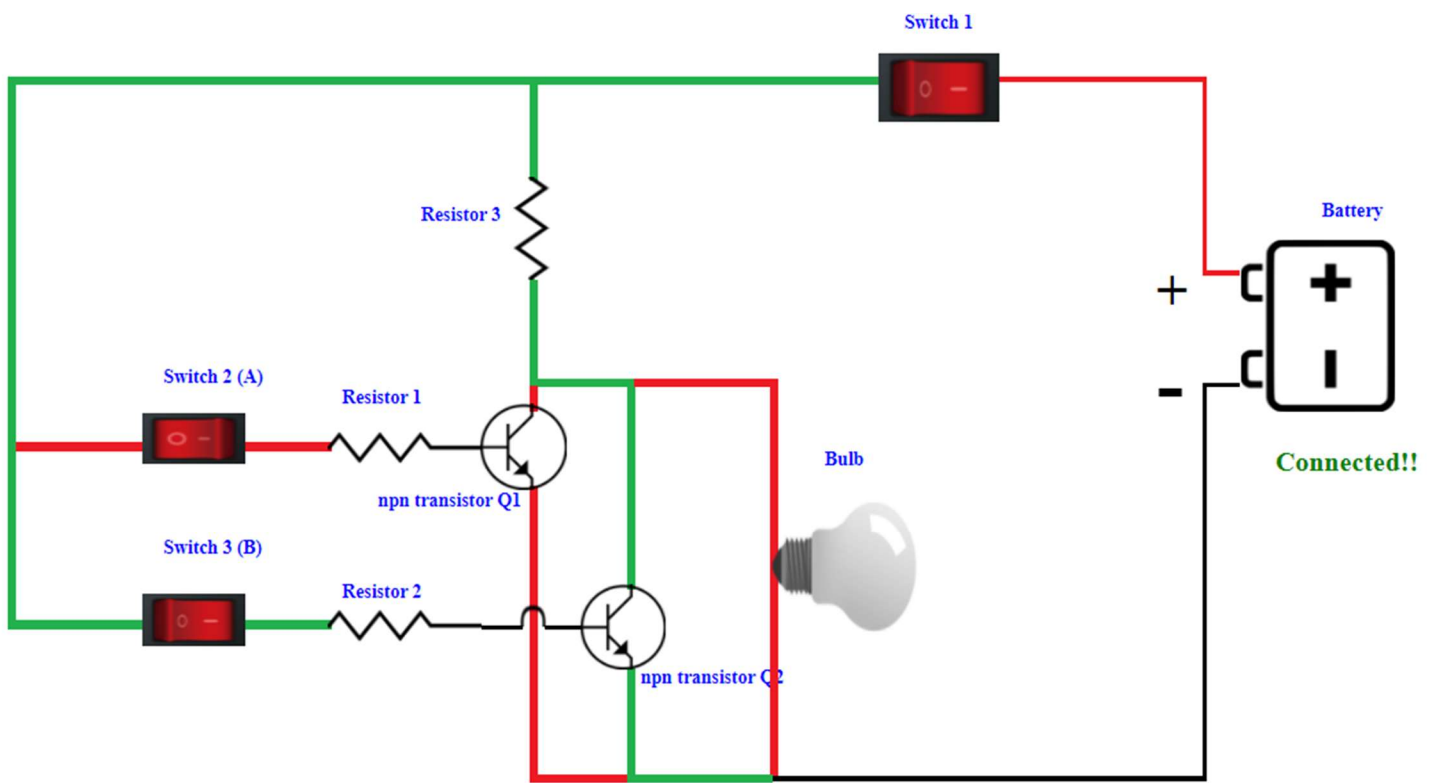 Switch 1
O −
Resistor 3
Battery
+
+
-
−
Switch 2 (A)
Resistor 1
O −
Bulb
Connected!!
npn transistor Q1
Switch 3 (B)
Resistor 2
O −
npn transistor Q2